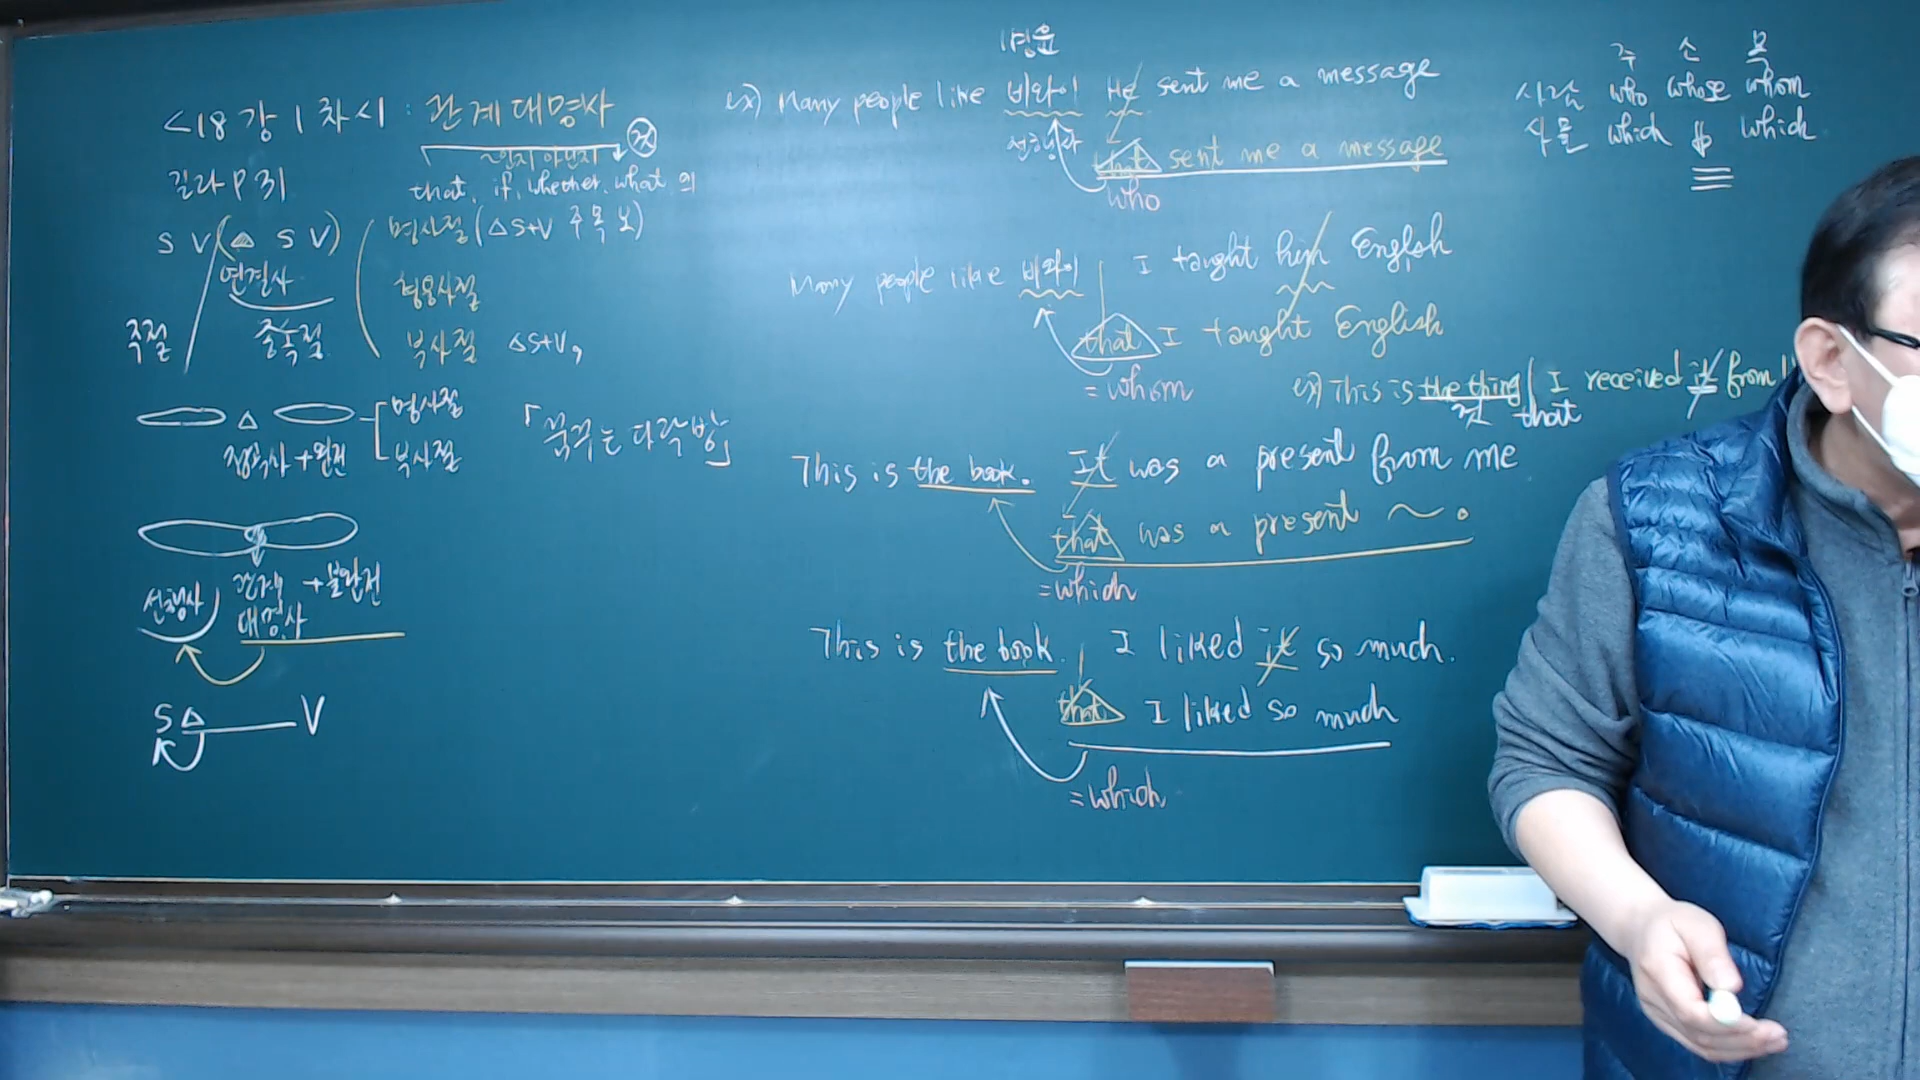 <18강 1차시 : 관계대명사
~인지 아닌지 것
길라 P 31
that, if, whether, what, 의
S V (△ S V)
연결사
주절 종속절
명사절 (△S+V 주 목 보)
형용사절
부사절 △S+V,
△
접속사 + 완전
명사절
부사절
「꿈꾸는 다락방」
선행사 관계대명사 + 불완전
S △ V
명음
ex) Many people like 비와이 He sent me a message
선행사 that sent me a message
who
Many people like 비와이 I taught him English
that I taught English
= whom
This is the book. It was a present from me
that was a present ~.
= which
This is the book. I liked it so much.
that I liked so much
= which
주 소 목
사람 who whose whom
사물 which which
ex) This is the thing (I received it from
것 that